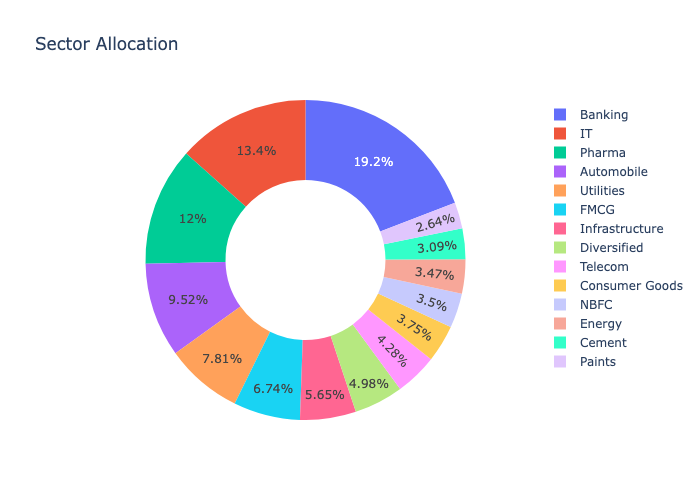 Sector Allocation
19.2%
13.4%
12%
9.52%
7.81%
6.74%
5.65%
4.98%
4.28%
3.75%
3.5%
3.47%
3.09%
2.64%
Banking
IT
Pharma
Automobile
Utilities
FMCG
Infrastructure
Diversified
Telecom
Consumer Goods
NBFC
Energy
Cement
Paints